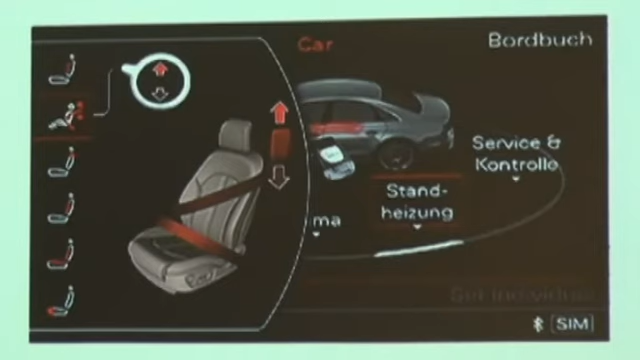 Car
Bordbuch
Service &
Kontrolle
Stand-
heizung
ma
SIM